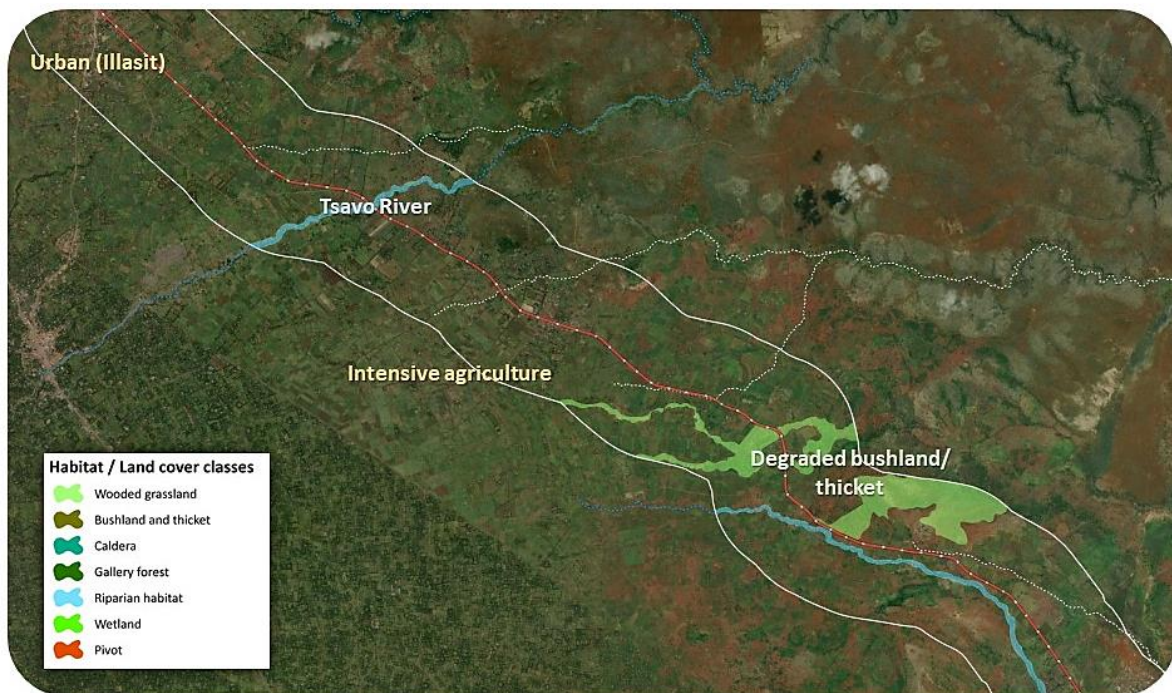 Urban (Illasit)
Tsavo River
Intensive agriculture
Degraded bushland/
thicket
Habitat / Land cover classes
Wooded grassland
Bushland and thicket
Caldera
Gallery forest
Riparian habitat
Wetland
Pivot